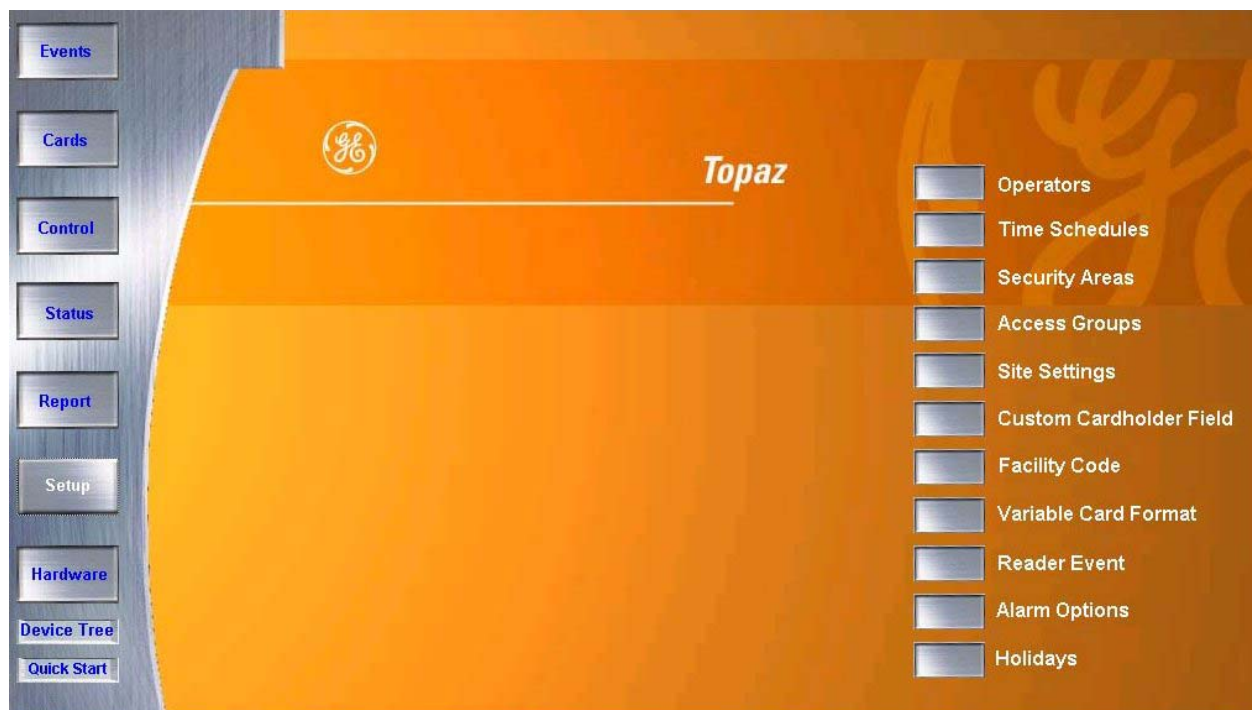 Events
Cards
Control
Status
Report
Setup
Hardware
Device Tree
Quick Start
GE
Topaz
Operators
Time Schedules
Security Areas
Access Groups
Site Settings
Custom Cardholder Field
Facility Code
Variable Card Format
Reader Event
Alarm Options
Holidays